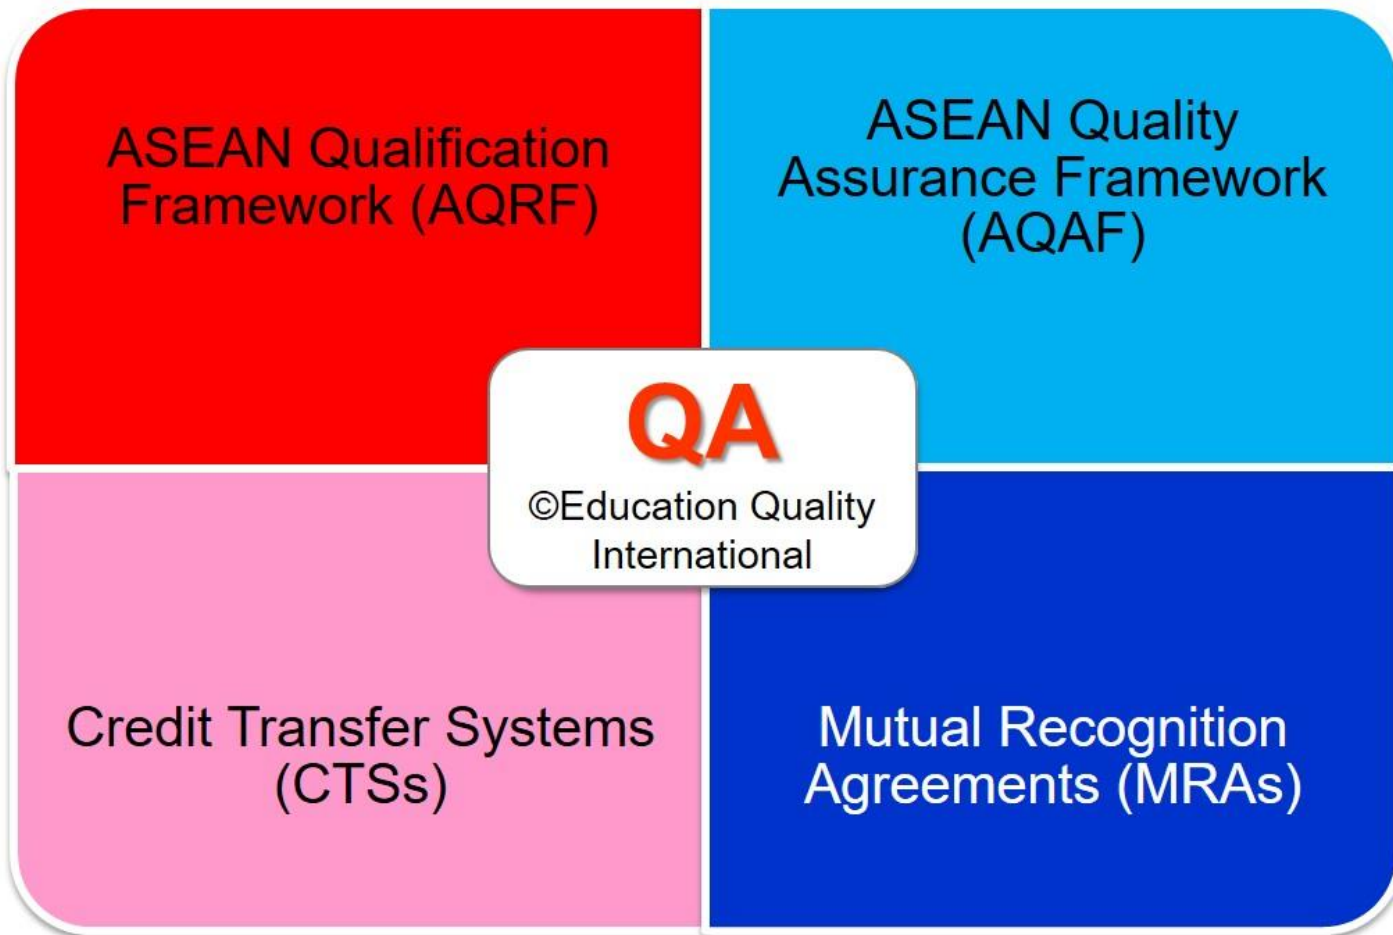 ASEAN Qualification
Framework (AQRF)
ASEAN Quality
Assurance Framework
(AQAF)
QA
©Education Quality
International
Credit Transfer Systems
(CTSs)
Mutual Recognition
Agreements (MRAs)